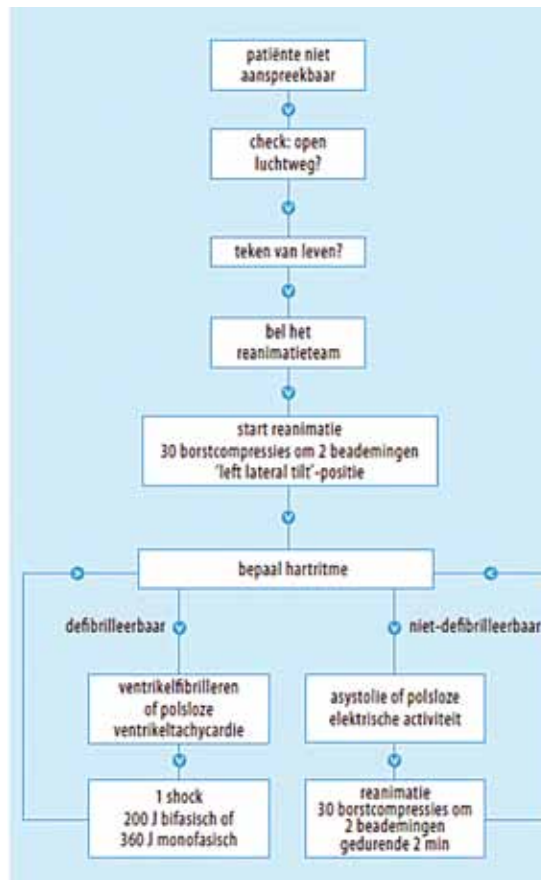 patiënte niet
aanspreekbaar
check: open
luchtweg?
teken van leven?
bel het
reanimatieteam
start reanimatie
30 borstcompressies om 2 beademingen
‘left lateral tilt’-positie
bepaal hartritme
defibrilleerbaar
niet-defibrilleerbaar
ventrikelfibrilleren
of polsloze
ventrikeltachycardie
asystolie of polsloze
elektrische activiteit
1 shock
200 J bifasisch of
360 J monofasisch
reanimatie
30 borstcompressies om
2 beademingen
gedurende 2 min